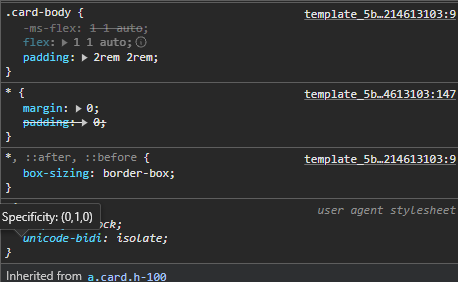 .card-body { template_5b…214613103:9
-ms-flex: ▶ 1 1 auto;
flex: ▶ 1 1 auto;
padding: ▶ 2rem 2rem;
}
* { template_5b…4613103:147
margin: ▶ 0;
padding: ▶ 0;
}
*, ::after, ::before { template_5b…214613103:9
box-sizing: border-box;
}
user agent stylesheet
Specificity: (0,1,0) ock;
unicode-bidi: isolate;
}
Inherited from a.card.h-100